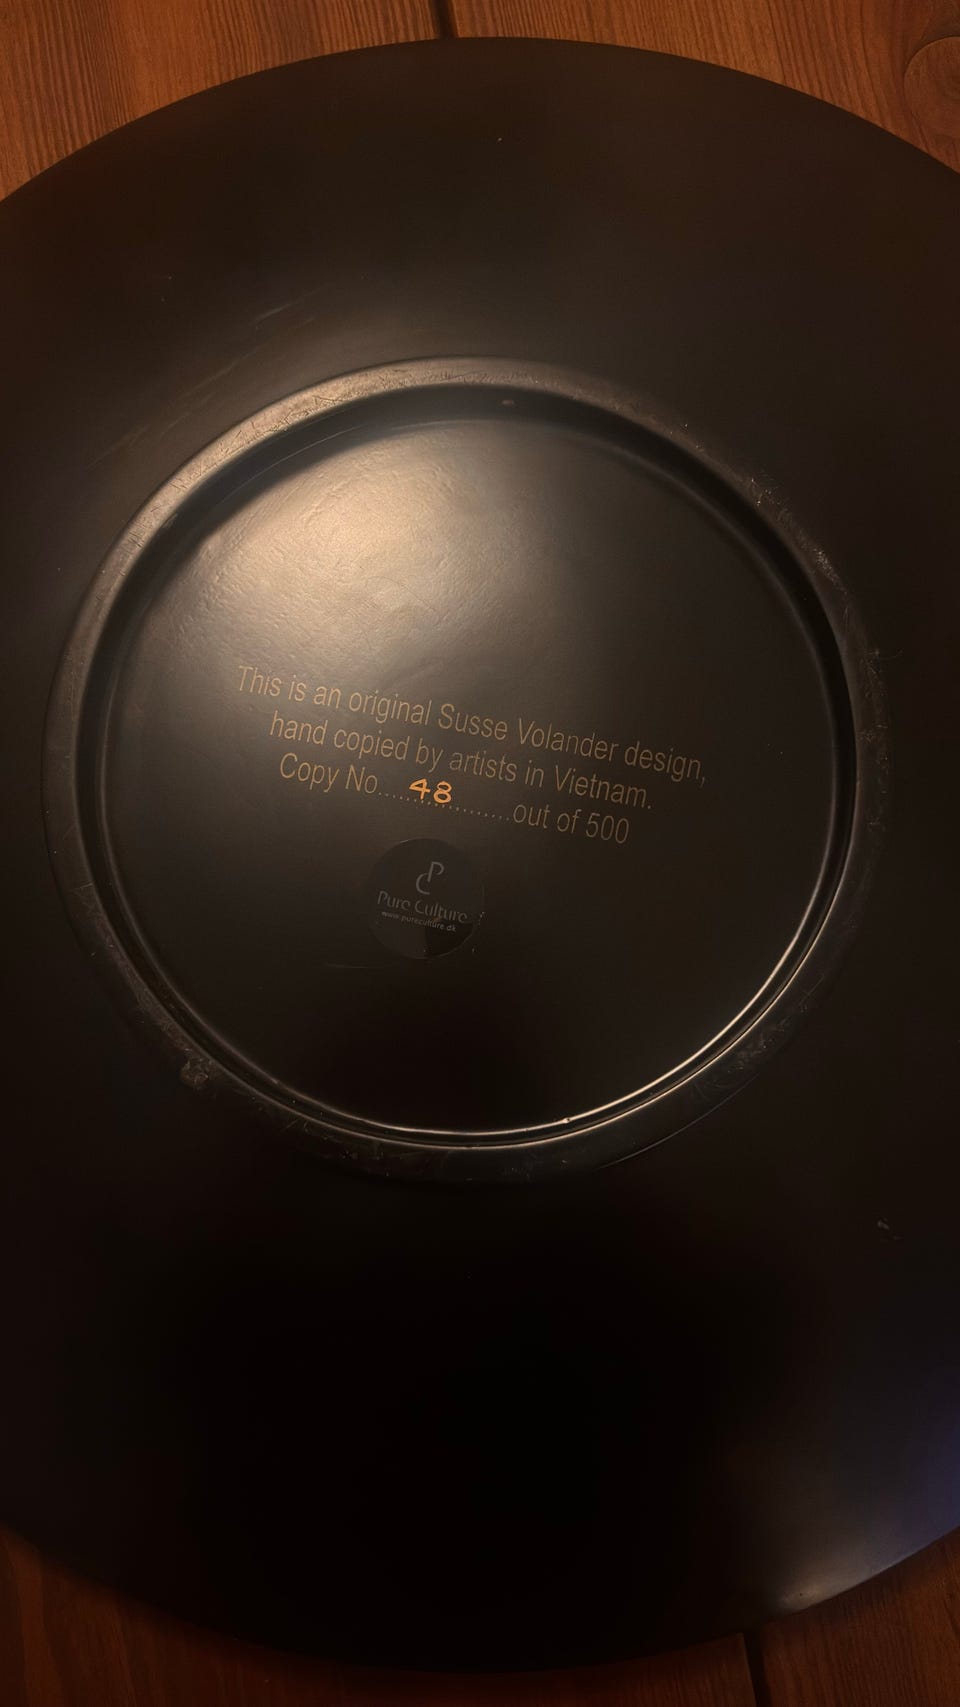 This is an original Susse Volander design,
hand copied by artists in Vietnam.
Copy No....48..........out of 500
Pure Culture
www.pureculture.dk